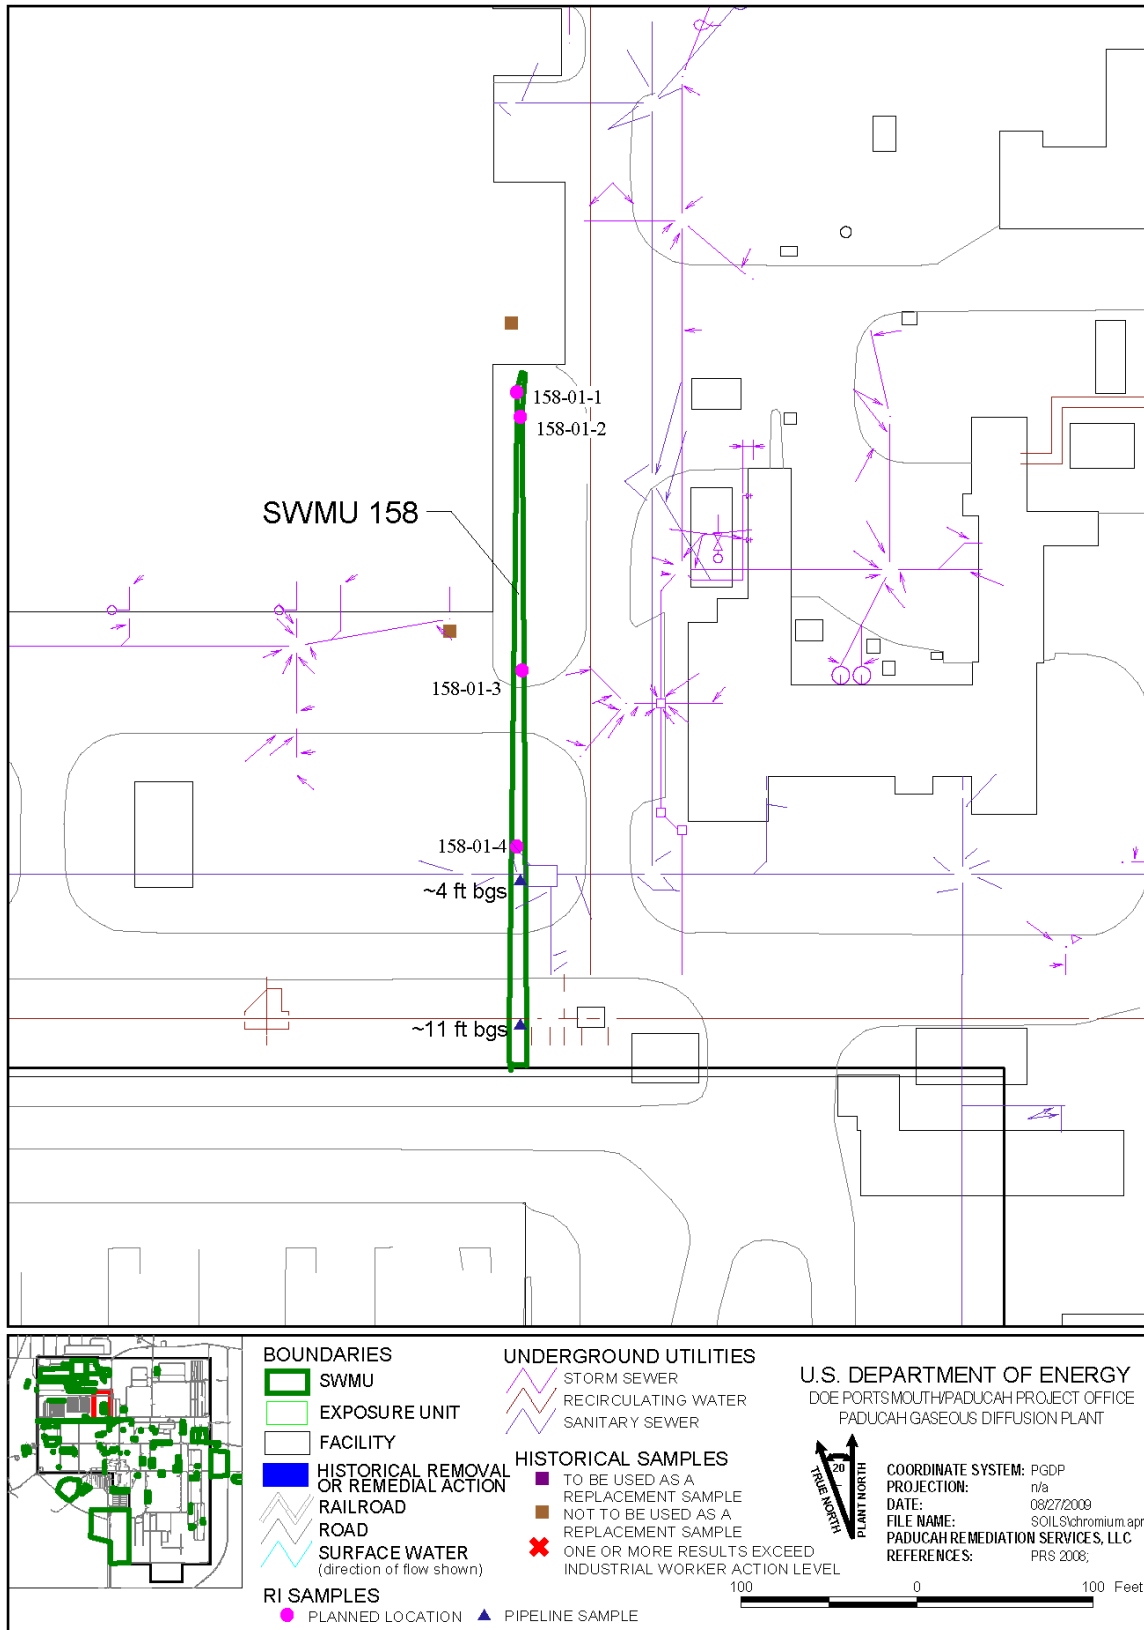 158-01-1
158-01-2
SWMU 158
158-01-3
158-01-4
~4 ft bgs
~11 ft bgs
BOUNDARIES
SWMU
EXPOSURE UNIT
FACILITY
HISTORICAL REMOVAL
OR REMEDIAL ACTION
RAILROAD
ROAD
SURFACE WATER
(direction of flow shown)
RI SAMPLES
PLANNED LOCATION
PIPELINE SAMPLE
UNDERGROUND UTILITIES
STORM SEWER
RECIRCULATING WATER
SANITARY SEWER
HISTORICAL SAMPLES
TO BE USED AS A
REPLACEMENT SAMPLE
NOT TO BE USED AS A
REPLACEMENT SAMPLE
ONE OR MORE RESULTS EXCEED
INDUSTRIAL WORKER ACTION LEVEL
U.S. DEPARTMENT OF ENERGY
DOE PORTSMOUTH/PADUCAH PROJECT OFFICE
PADUCAH GASEOUS DIFFUSION PLANT
20
TRUE NORTH
PLANT NORTH
COORDINATE SYSTEM: PGDP
PROJECTION: n/a
DATE: 08/27/2009
FILE NAME: SOILS\chromium.apr
PADUCAH REMEDIATION SERVICES, LLC
REFERENCES: PRS 2008;
100 0 100 Feet